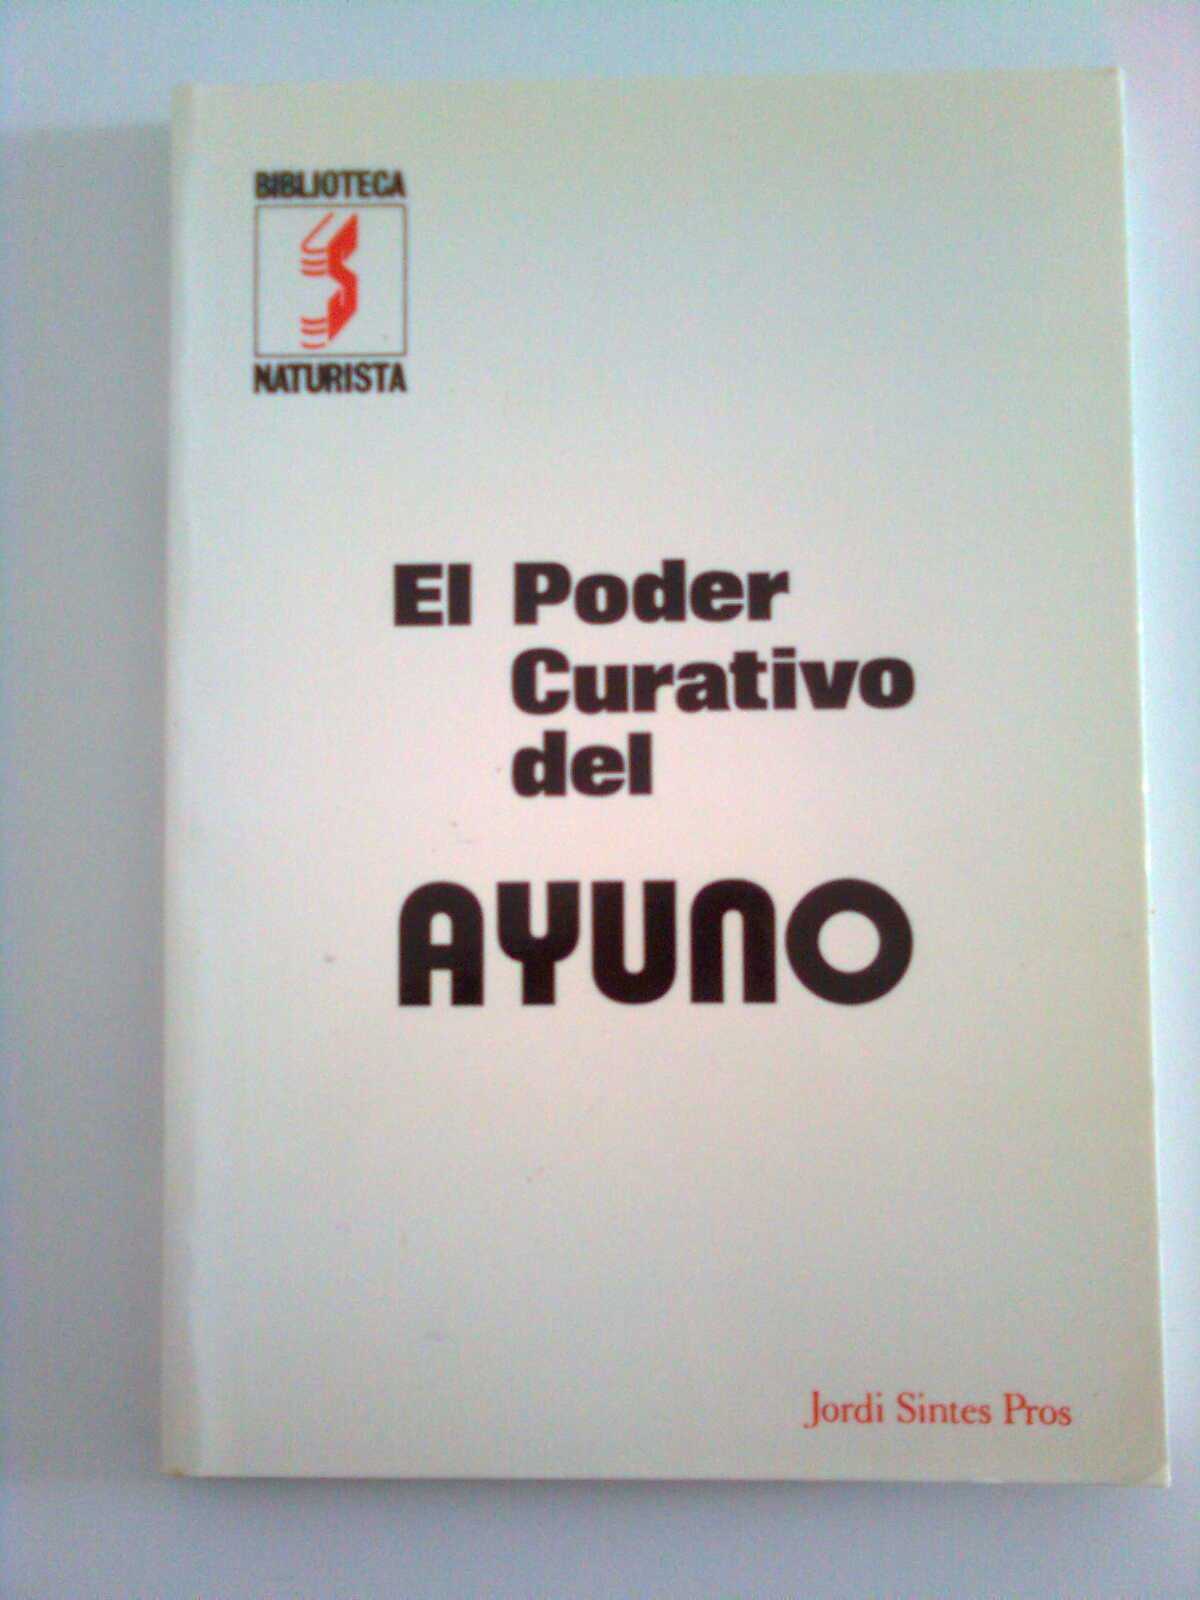 BIBLIOTECA
NATURISTA
El Poder
Curativo
del
AYUNO
Jordi Sintes Pros